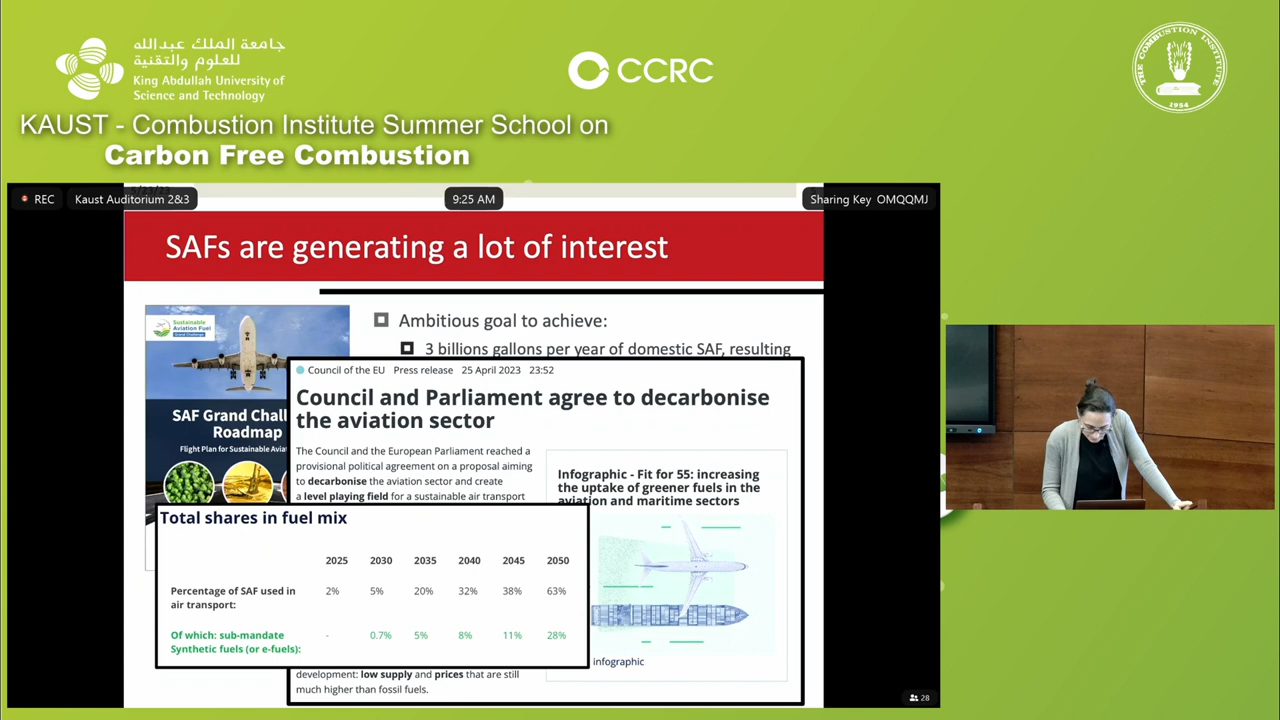 جامعة الملك عبدالله
للعلوم والتقنية
King Abdullah University of
Science and Technology
CCRC
THE COMBUSTION INSTITUTE
1954
KAUST - Combustion Institute Summer School on
Carbon Free Combustion
REC
Kaust Auditorium 2&3
9:25 AM
Sharing Key OMQQMJ
SAFs are generating a lot of interest
Sustainable
Aviation Fuel
Grand Challenge
SAF Grand Chall
Roadmap
Flight Plan for Sustainable Aviat
Ambitious goal to achieve:
3 billions gallons per year of domestic SAF, resulting
Council of the EU Press release 25 April 2023 23:52
Council and Parliament agree to decarbonise
the aviation sector
The Council and the European Parliament reached a
provisional political agreement on a proposal aiming
to decarbonise the aviation sector and create
a level playing field for a sustainable air transport
Infographic - Fit for 55: increasing
the uptake of greener fuels in the
aviation and maritime sectors
Total shares in fuel mix
2025 2030 2035 2040 2045 2050
Percentage of SAF used in
air transport:
2% 5% 20% 32% 38% 63%
Of which: sub-mandate
Synthetic fuels (or e-fuels):
- 0.7% 5% 8% 11% 28%
infographic
development: low supply and prices that are still
much higher than fossil fuels.
28